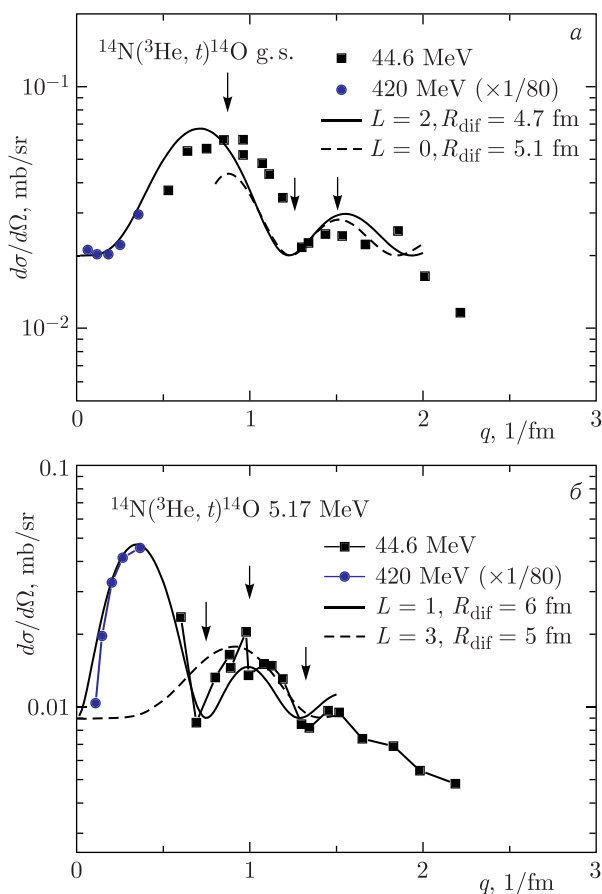 a
¹⁴N(³He, t)¹⁴O g.s.
44.6 MeV
420 MeV (×1/80)
L = 2, R_dif = 4.7 fm
L = 0, R_dif = 5.1 fm
dσ/dΩ, mb/sr
10⁻¹
10⁻²
0 1 2 3
q, 1/fm
б
¹⁴N(³He, t)¹⁴O 5.17 MeV
44.6 MeV
420 MeV (×1/80)
L = 1, R_dif = 6 fm
L = 3, R_dif = 5 fm
dσ/dΩ, mb/sr
0.1
0.01
0 1 2 3
q, 1/fm